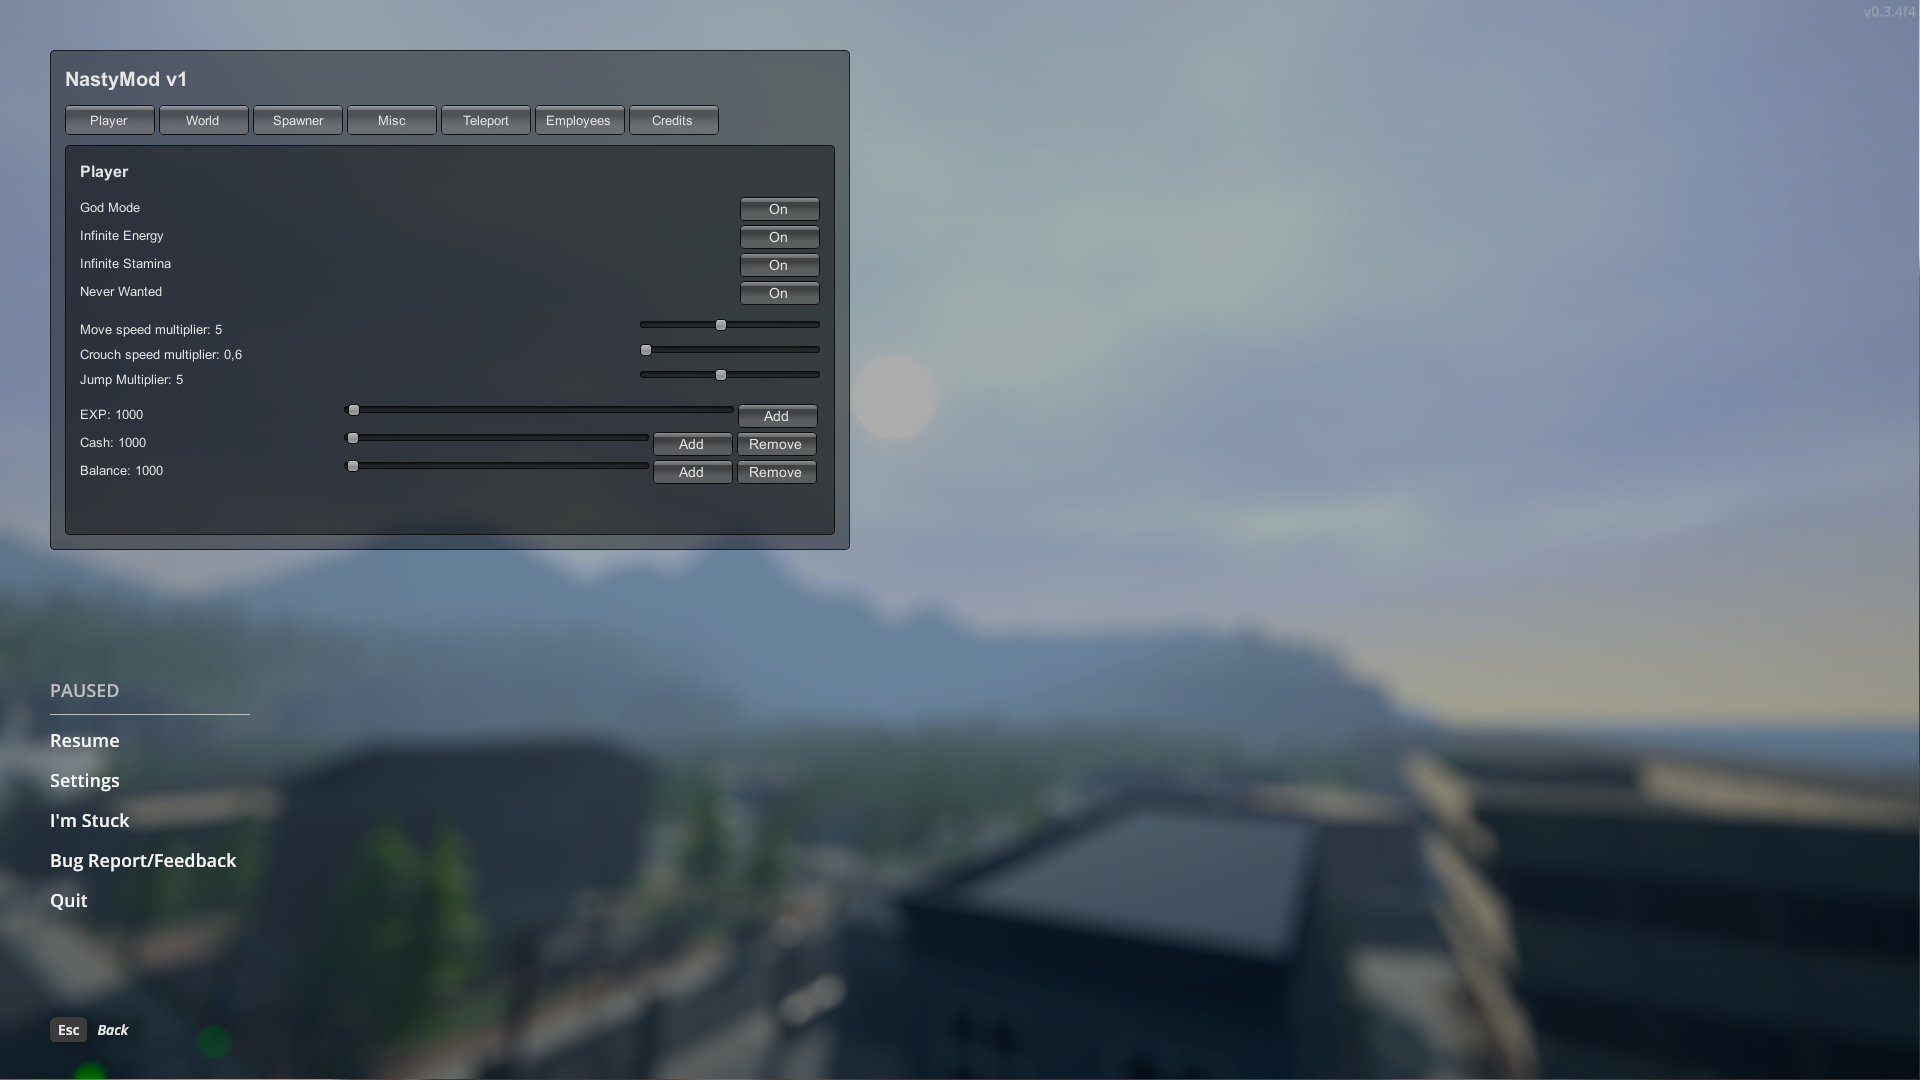 v0.3.4f4
NastyMod v1
Player World Spawner Misc Teleport Employees Credits
Player
God Mode On
Infinite Energy On
Infinite Stamina On
Never Wanted On
Move speed multiplier: 5
Crouch speed multiplier: 0,6
Jump Multiplier: 5
EXP: 1000 Add
Cash: 1000 Add Remove
Balance: 1000 Add Remove
PAUSED
Resume
Settings
I'm Stuck
Bug Report/Feedback
Quit
Esc Back